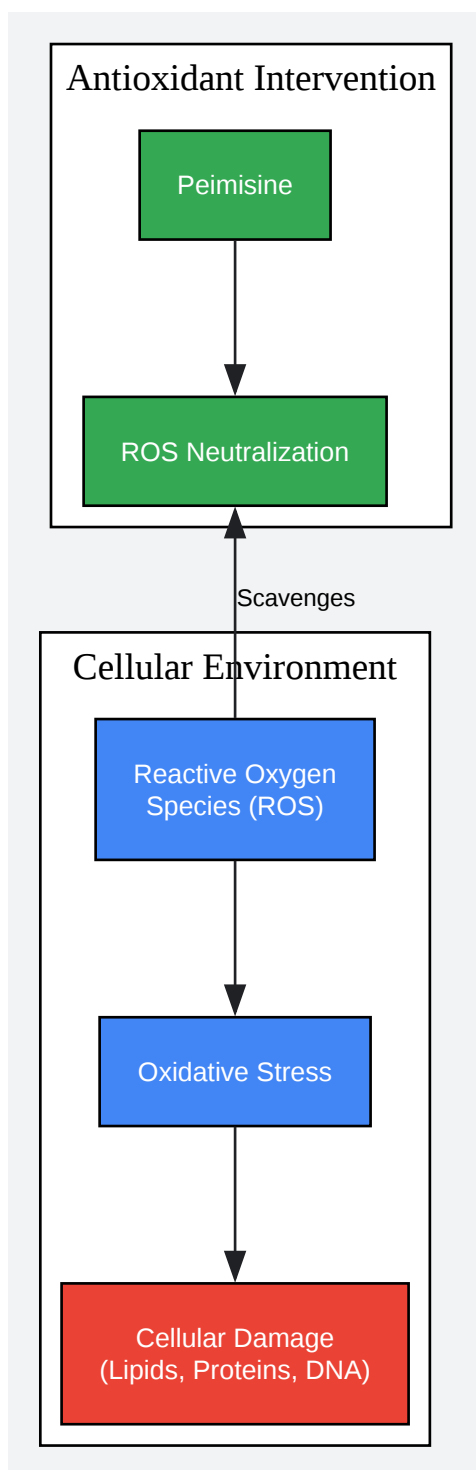 Antioxidant Intervention
Peimisine
ROS Neutralization
Scavenges
Cellular Environment
Reactive Oxygen
Species (ROS)
Oxidative Stress
Cellular Damage
(Lipids, Proteins, DNA)